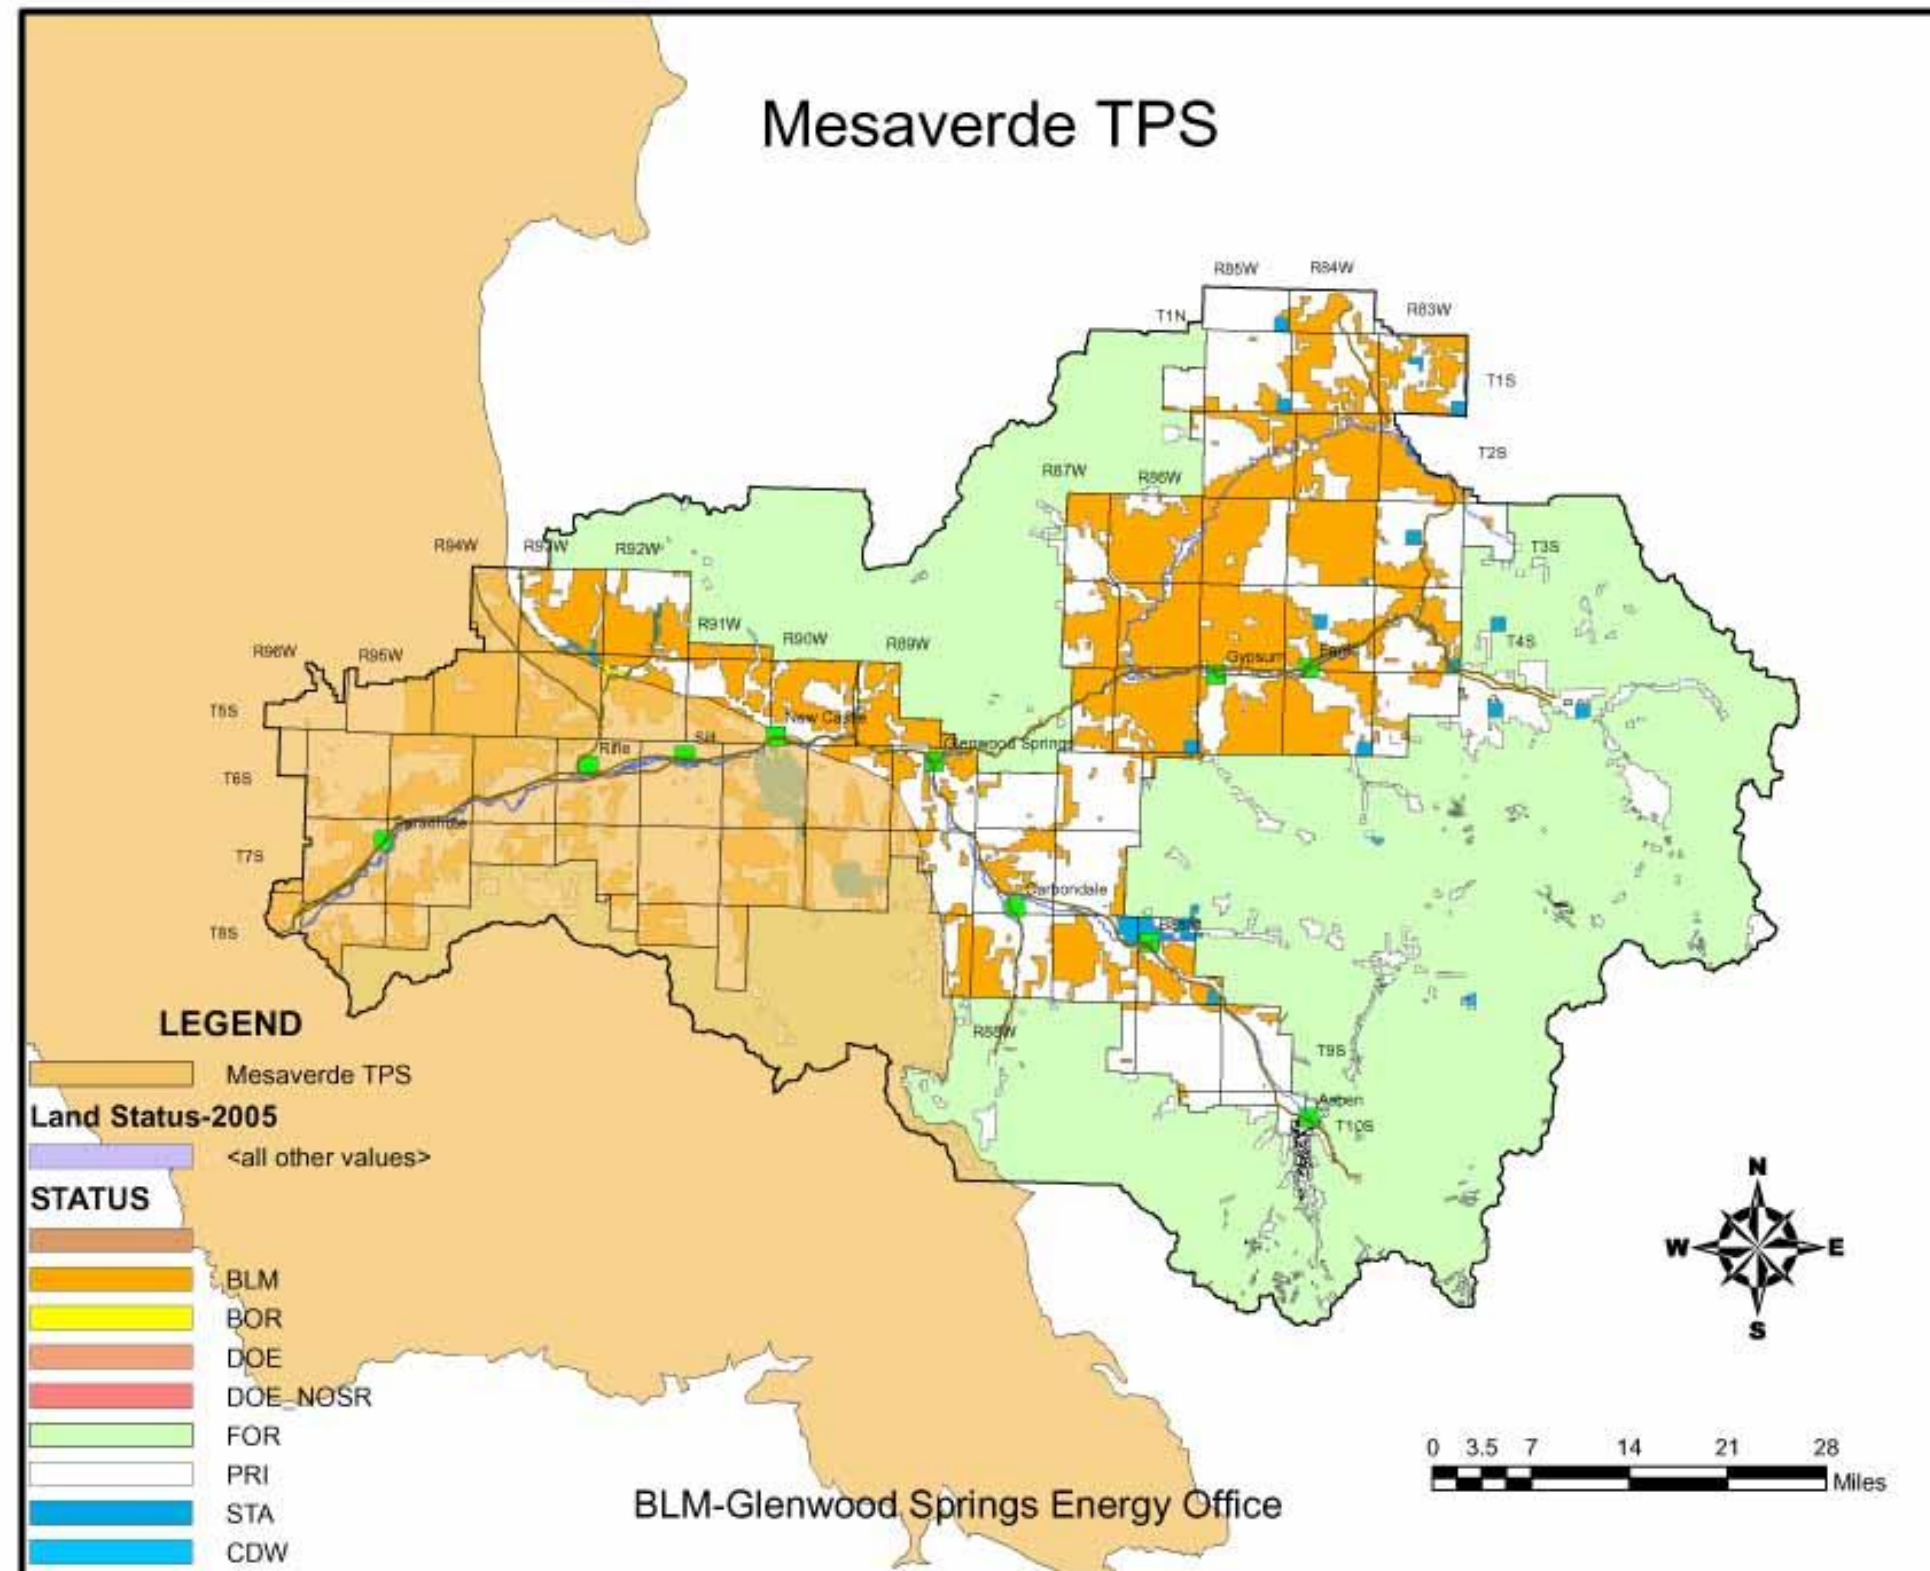 Mesaverde TPS
R85W
R84W
R83W
T1N
T1S
T2S
R87W
R86W
T3S
R94W
R93W
R92W
R91W
R90W
R89W
R96W
R95W
T4S
Gypsum
Eagle
T5S
New Castle
Rifle
Silt
Glenwood Springs
T6S
Parachute
T7S
Carbondale
T8S
Basalt
R88W
T9S
Aspen
T10S
LEGEND
Mesaverde TPS
Land Status-2005
<all other values>
STATUS
BLM
BOR
DOE
DOE_NOSR
FOR
PRI
STA
CDW
N
W E
S
0 3.5 7 14 21 28
Miles
BLM-Glenwood Springs Energy Office